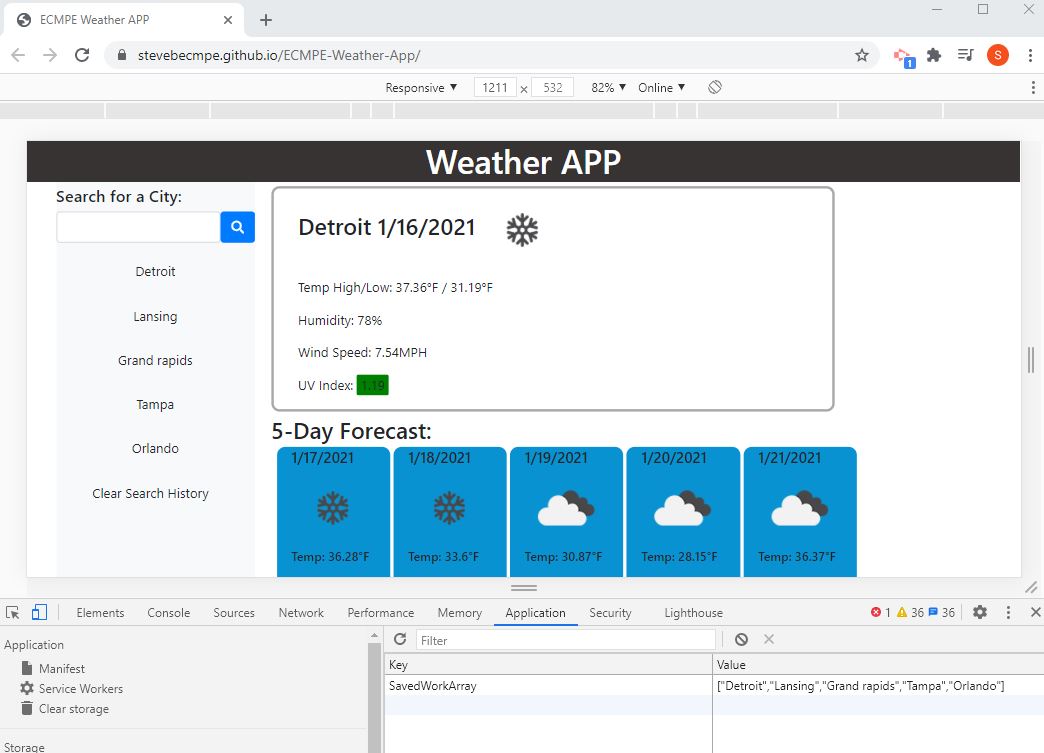 ECMPE Weather APP
stevebecmpe.github.io/ECMPE-Weather-App/
1
S
Responsive ▼ 1211 × 532 82% ▼ Online ▼
Weather APP
Search for a City:
Detroit
Lansing
Grand rapids
Tampa
Orlando
Clear Search History
Detroit 1/16/2021
Temp High/Low: 37.36°F / 31.19°F
Humidity: 78%
Wind Speed: 7.54MPH
UV Index: 1.19
5-Day Forecast:
1/17/2021 1/18/2021 1/19/2021 1/20/2021 1/21/2021
Temp: 36.28°F Temp: 33.6°F Temp: 30.87°F Temp: 28.15°F Temp: 36.37°F
Elements Console Sources Network Performance Memory Application Security Lighthouse 1 36 36
Application
Manifest
Service Workers
Clear storage
Storage
Filter
Key Value
SavedWorkArray ["Detroit","Lansing","Grand rapids","Tampa","Orlando"]